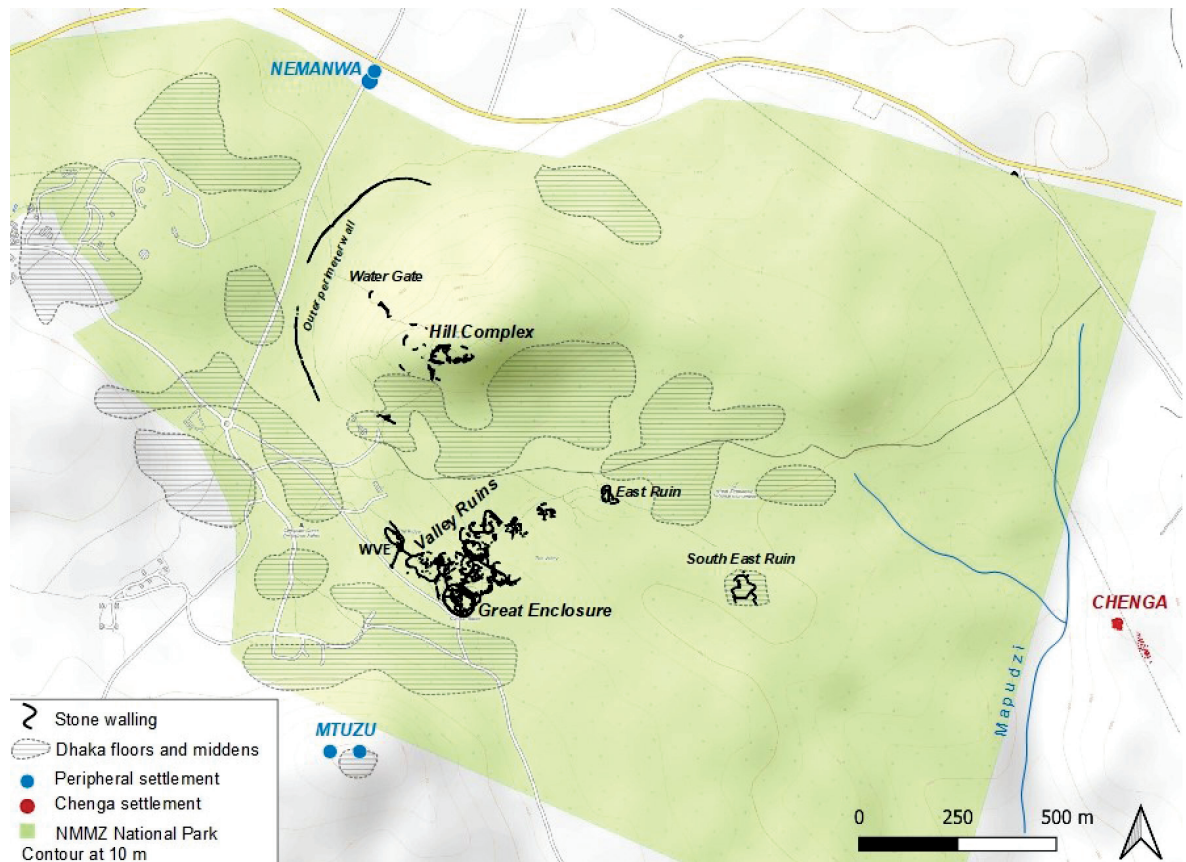 NEMANWA
Outer perimeter wall
Water Gate
Hill Complex
East Ruin
Valley Ruins
WVE
South East Ruin
Great Enclosure
CHENGA
Mapudzi
MTUZU
Stone walling
Dhaka floors and middens
Peripheral settlement
Chenga settlement
NMMZ National Park
Contour at 10 m
0 250 500 m